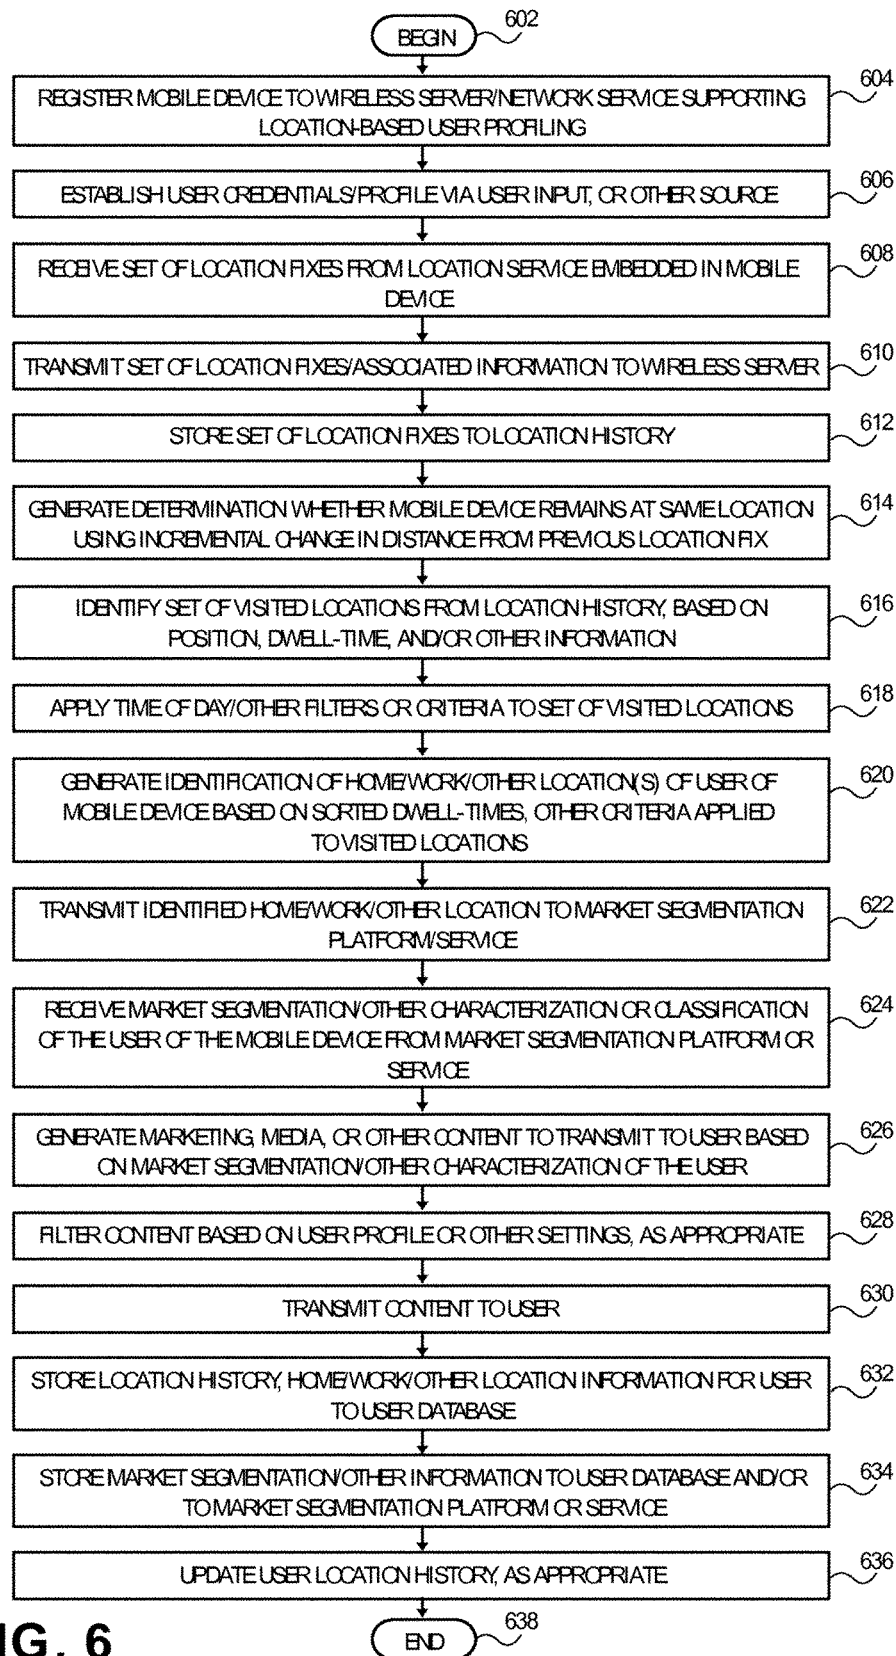 BEGIN
602
REGISTER MOBILE DEVICE TO WIRELESS SERVER/NETWORK SERVICE SUPPORTING
LOCATION-BASED USER PROFILING
604
ESTABLISH USER CREDENTIALS/PROFILE VIA USER INPUT, OR OTHER SOURCE
606
RECEIVE SET OF LOCATION FIXES FROM LOCATION SERVICE EMBEDDED IN MOBILE
DEVICE
608
TRANSMIT SET OF LOCATION FIXES/ASSOCIATED INFORMATION TO WIRELESS SERVER
610
STORE SET OF LOCATION FIXES TO LOCATION HISTORY
612
GENERATE DETERMINATION WHETHER MOBILE DEVICE REMAINS AT SAME LOCATION
USING INCREMENTAL CHANGE IN DISTANCE FROM PREVIOUS LOCATION FIX
614
IDENTIFY SET OF VISITED LOCATIONS FROM LOCATION HISTORY, BASED ON
POSITION, DWELL-TIME, AND/OR OTHER INFORMATION
616
APPLY TIME OF DAY/OTHER FILTERS OR CRITERIA TO SET OF VISITED LOCATIONS
618
GENERATE IDENTIFICATION OF HOME/WORK/OTHER LOCATION(S) OF USER OF
MOBILE DEVICE BASED ON SORTED DWELL-TIMES, OTHER CRITERIA APPLIED
TO VISITED LOCATIONS
620
TRANSMIT IDENTIFIED HOME/WORK/OTHER LOCATION TO MARKET SEGMENTATION
PLATFORM/SERVICE
622
RECEIVE MARKET SEGMENTATION/OTHER CHARACTERIZATION OR CLASSIFICATION
OF THE USER OF THE MOBILE DEVICE FROM MARKET SEGMENTATION PLATFORM OR
SERVICE
624
GENERATE MARKETING, MEDIA, OR OTHER CONTENT TO TRANSMIT TO USER BASED
ON MARKET SEGMENTATION/OTHER CHARACTERIZATION OF THE USER
626
FILTER CONTENT BASED ON USER PROFILE OR OTHER SETTINGS, AS APPROPRIATE
628
TRANSMIT CONTENT TO USER
630
STORE LOCATION HISTORY, HOME/WORK/OTHER LOCATION INFORMATION FOR USER
TO USER DATABASE
632
STORE MARKET SEGMENTATION/OTHER INFORMATION TO USER DATABASE AND/OR
TO MARKET SEGMENTATION PLATFORM OR SERVICE
634
UPDATE USER LOCATION HISTORY, AS APPROPRIATE
636
END
638
IG. 6